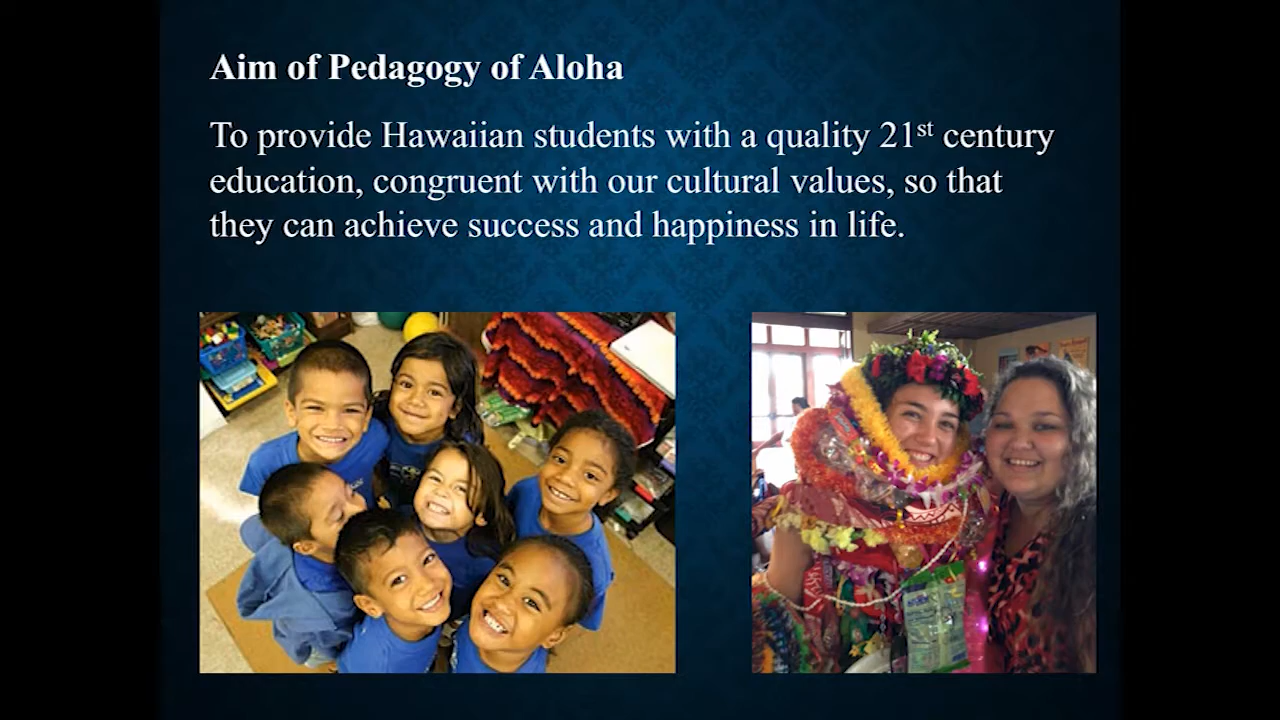 Aim of Pedagogy of Aloha
To provide Hawaiian students with a quality 21st century
education, congruent with our cultural values, so that
they can achieve success and happiness in life.